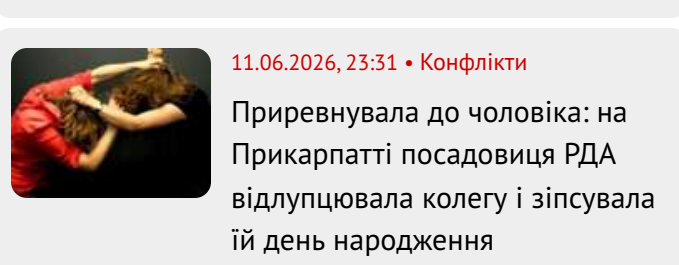 11.06.2026, 23:31 • Конфлікти
Приревнувала до чоловіка: на
Прикарпатті посадовиця РДА
відлупцювала колегу і зіпсувала
їй день народження